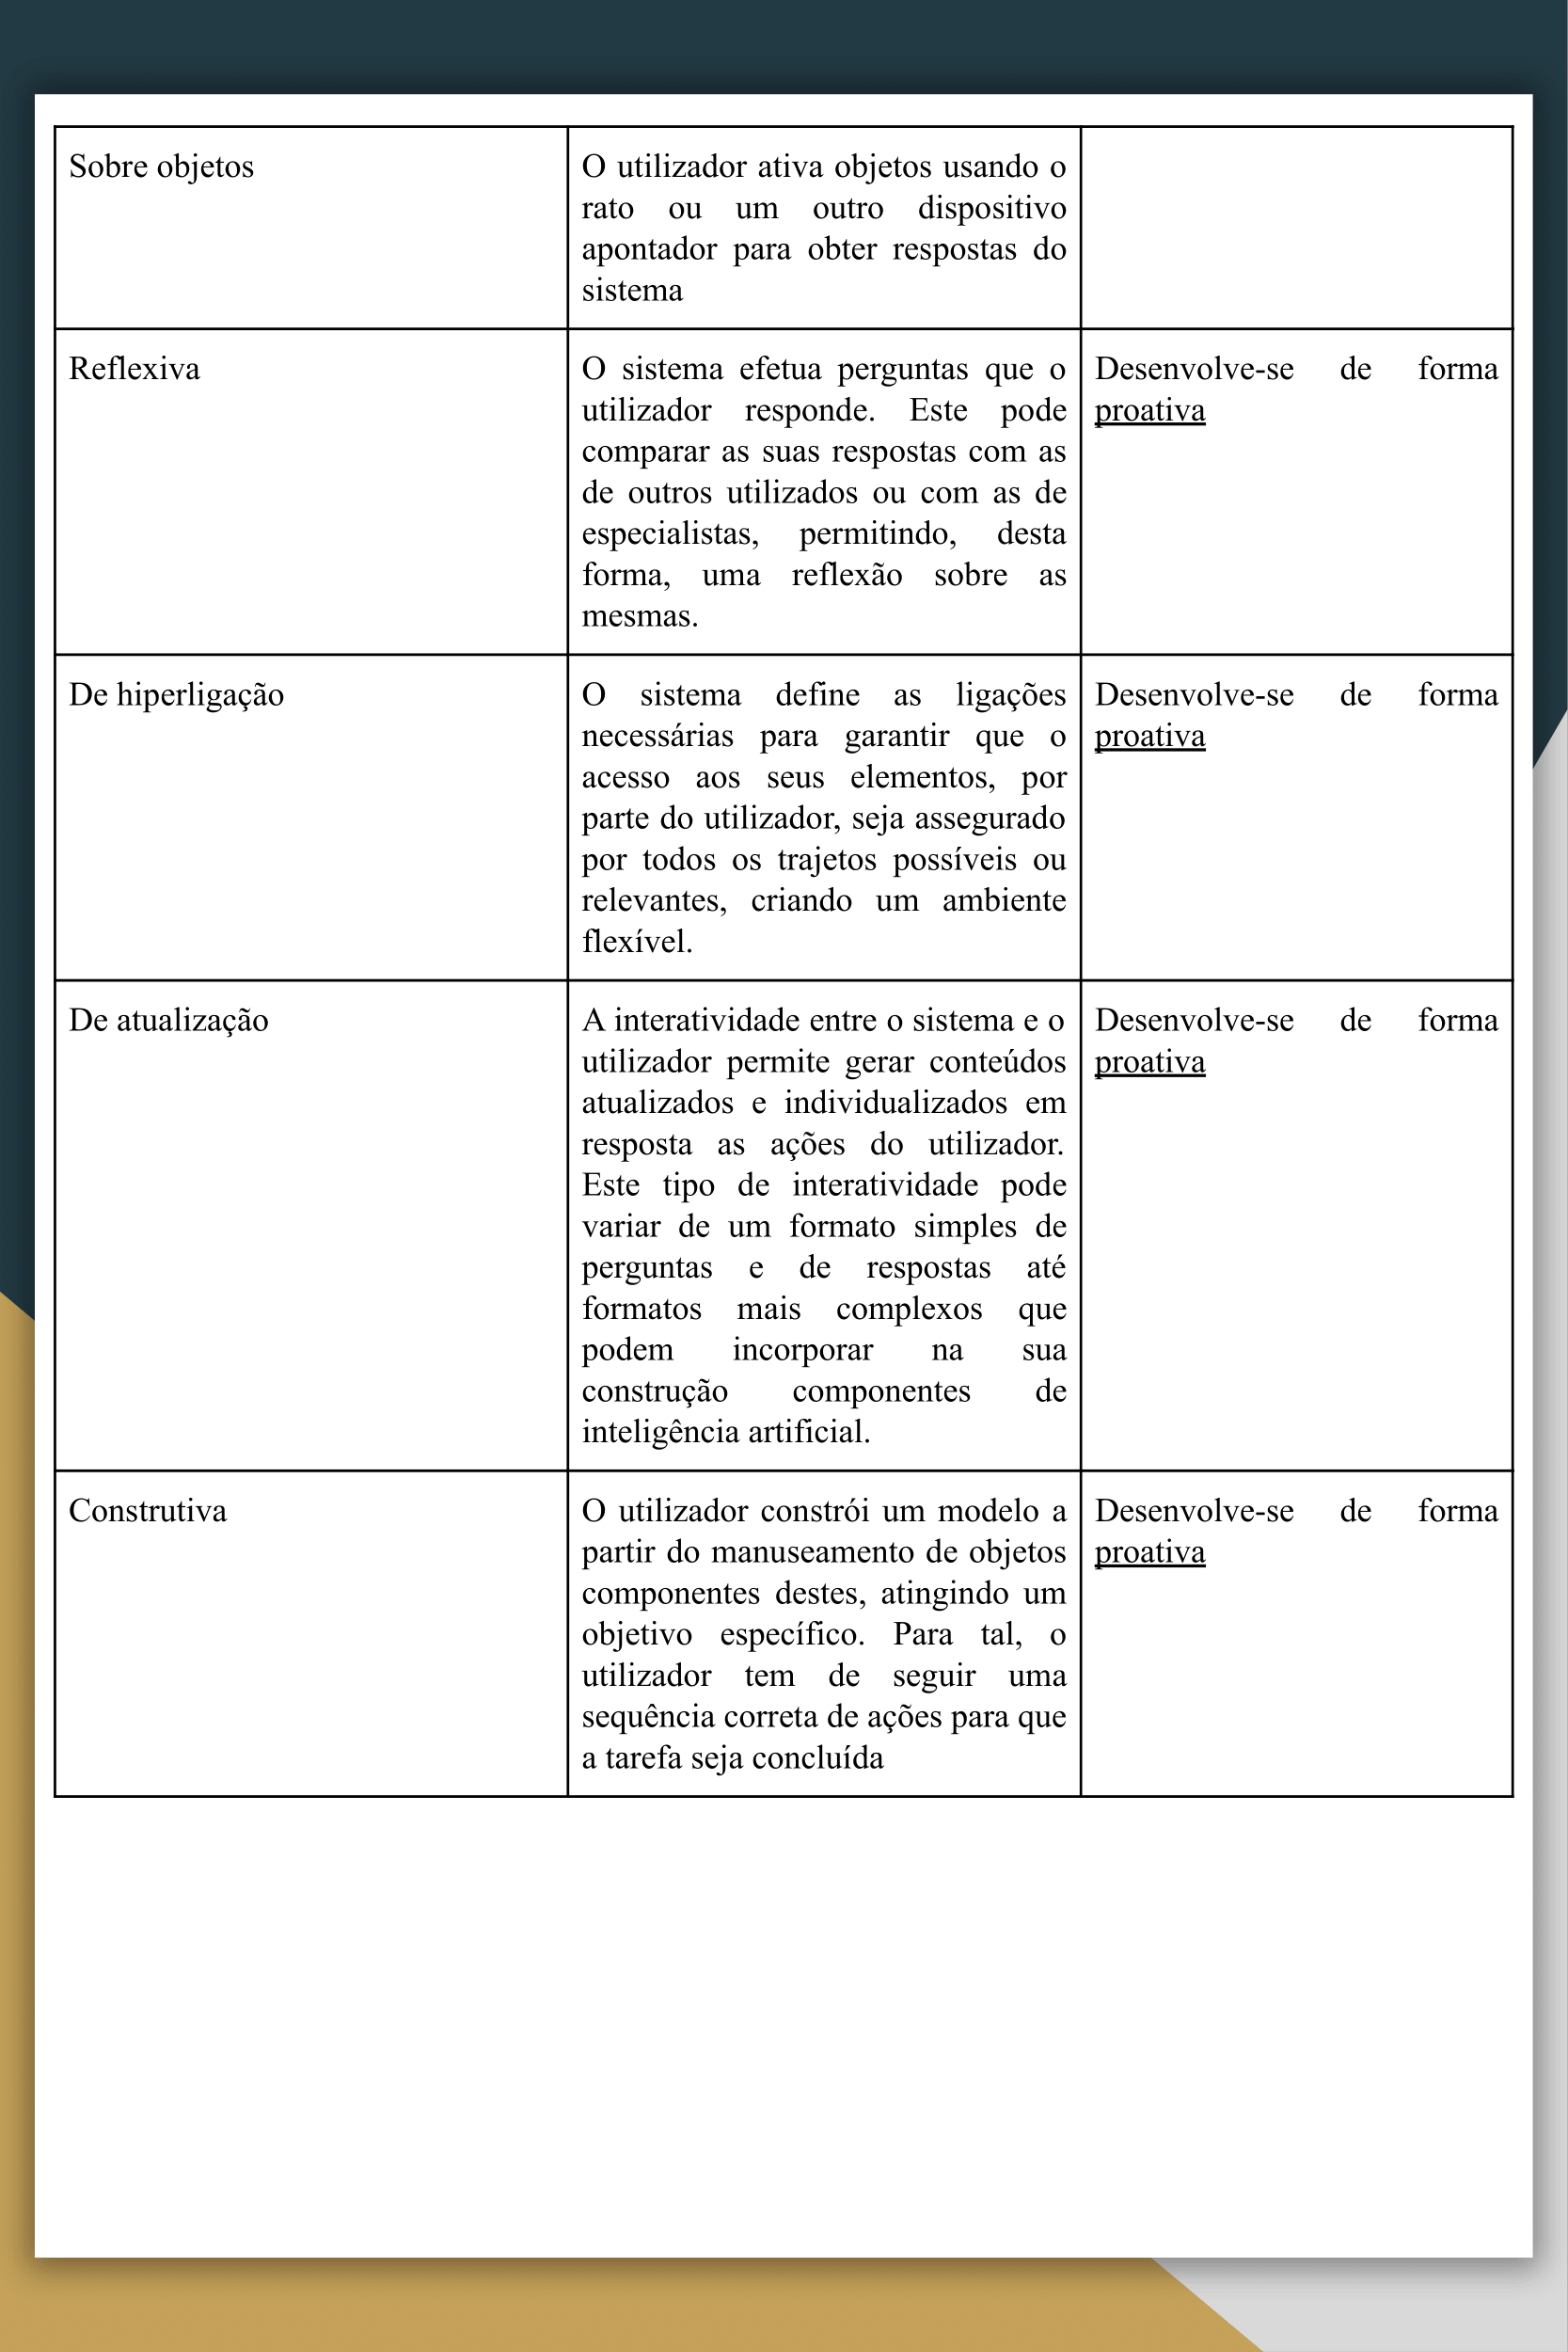 Sobre objetos
O utilizador ativa objetos usando o
rato ou um outro dispositivo
apontador para obter respostas do
sistema
Reflexiva
O sistema efetua perguntas que o
utilizador responde. Este pode
comparar as suas respostas com as
de outros utilizados ou com as de
especialistas, permitindo, desta
forma, uma reflexão sobre as
mesmas.
Desenvolve-se de forma
proativa
De hiperligação
O sistema define as ligações
necessárias para garantir que o
acesso aos seus elementos, por
parte do utilizador, seja assegurado
por todos os trajetos possíveis ou
relevantes, criando um ambiente
flexível.
Desenvolve-se de forma
proativa
De atualização
A interatividade entre o sistema e o
utilizador permite gerar conteúdos
atualizados e individualizados em
resposta as ações do utilizador.
Este tipo de interatividade pode
variar de um formato simples de
perguntas e de respostas até
formatos mais complexos que
podem incorporar na sua
construção componentes de
inteligência artificial.
Desenvolve-se de forma
proativa
Construtiva
O utilizador constrói um modelo a
partir do manuseamento de objetos
componentes destes, atingindo um
objetivo específico. Para tal, o
utilizador tem de seguir uma
sequência correta de ações para que
a tarefa seja concluída
Desenvolve-se de forma
proativa